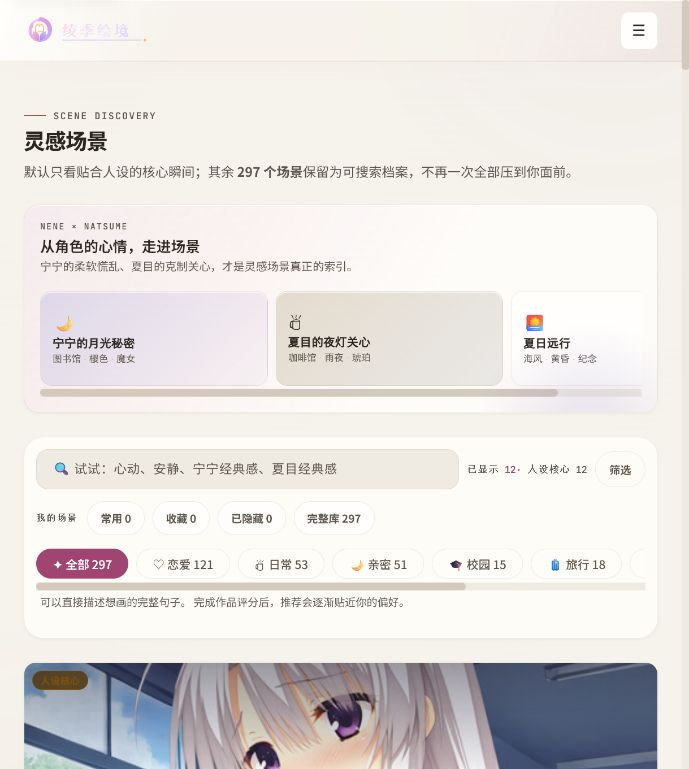 绫季绘境
☰
SCENE DISCOVERY
灵感场景
默认只看贴合人设的核心瞬间；其余 297 个场景保留为可搜索档案，不再一次全部压到你面前。
NENE × NATSUME
从角色的心情，走进场景
宁宁的柔软慌乱、夏目的克制关心，才是灵感场景真正的索引。
宁宁的月光秘密
图书馆 · 樱色 · 魔女
夏目的夜灯关心
咖啡馆 · 雨夜 · 琥珀
夏日远行
海风 · 黄昏 · 纪念
试试：心动、安静、宁宁经典感、夏目经典感
已显示 12 · 人设核心 12
筛选
我的场景
常用 0
收藏 0
已隐藏 0
完整库 297
✦ 全部 297
♡ 恋爱 121
日常 53
亲密 51
校园 15
旅行 18
可以直接描述想画的完整句子。 完成作品评分后，推荐会逐渐贴近你的偏好。
人设核心